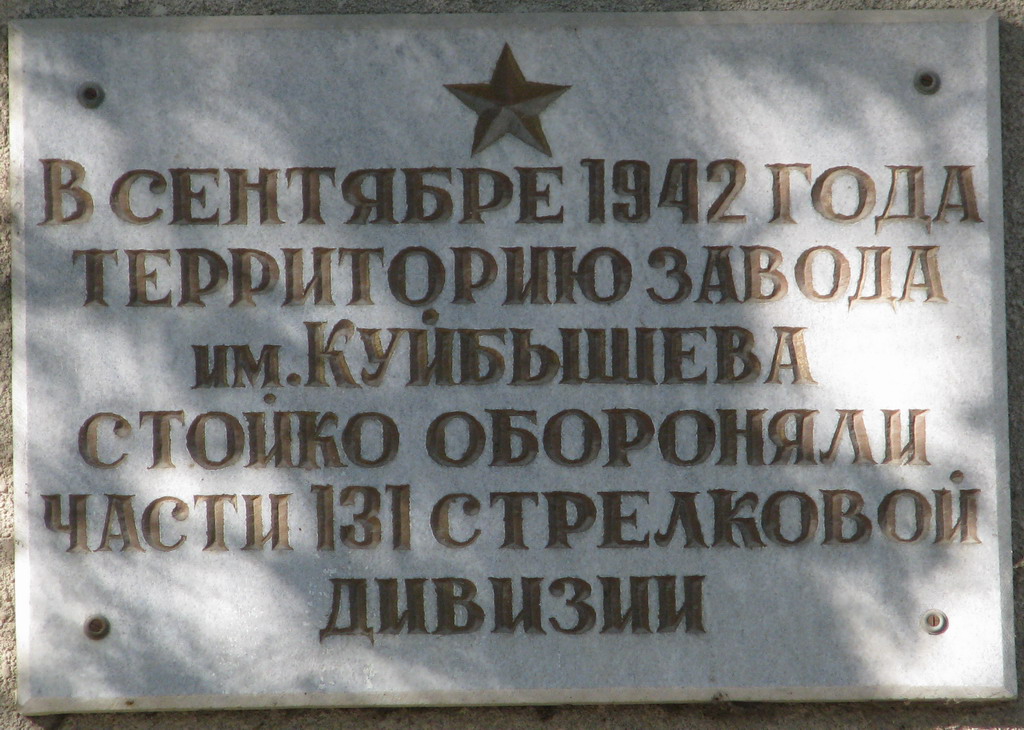 В СЕНТЯБРЕ 1942 ГОДА
ТЕРРИТОРИЮ ЗАВОДА
ИМ. КУЙБЫШЕВА
СТОЙКО ОБОРОНЯЛИ
ЧАСТИ 131 СТРЕЛКОВОЙ
ДИВИЗИИ